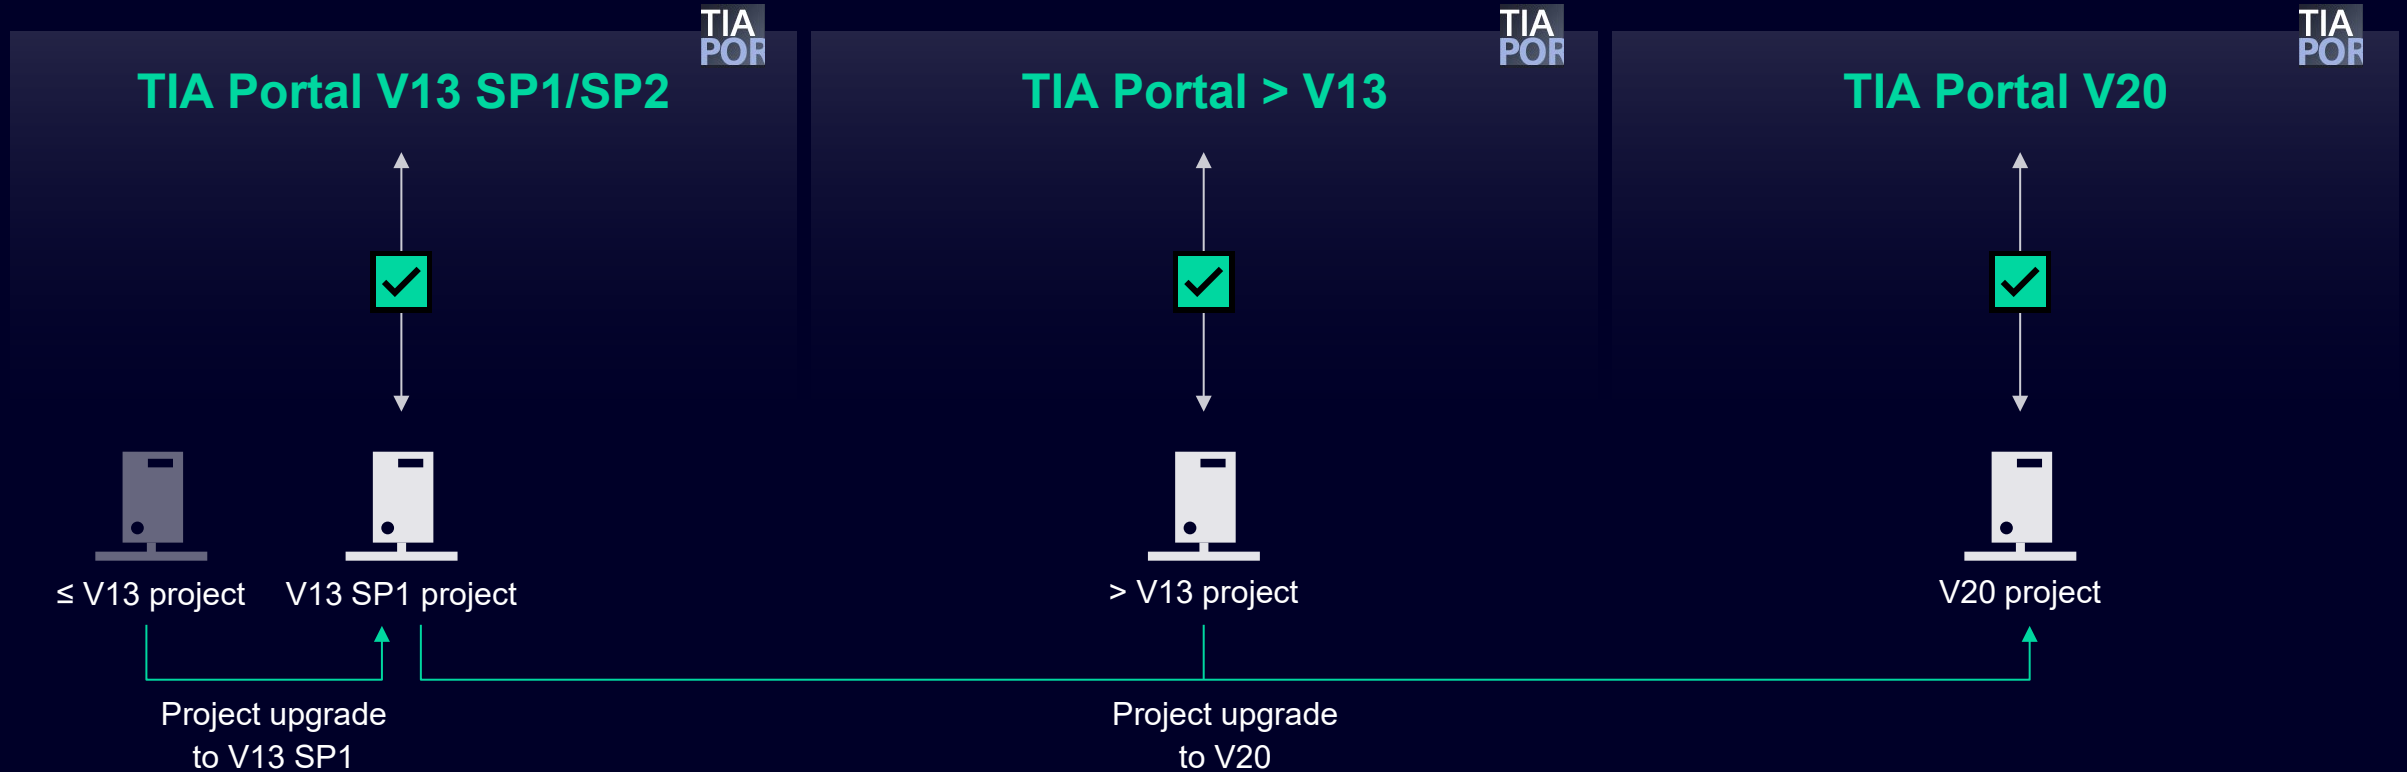 TIA
POR
TIA
POR
TIA
POR
TIA Portal V13 SP1/SP2
TIA Portal > V13
TIA Portal V20
≤ V13 project
V13 SP1 project
> V13 project
V20 project
Project upgrade
to V13 SP1
Project upgrade
to V20